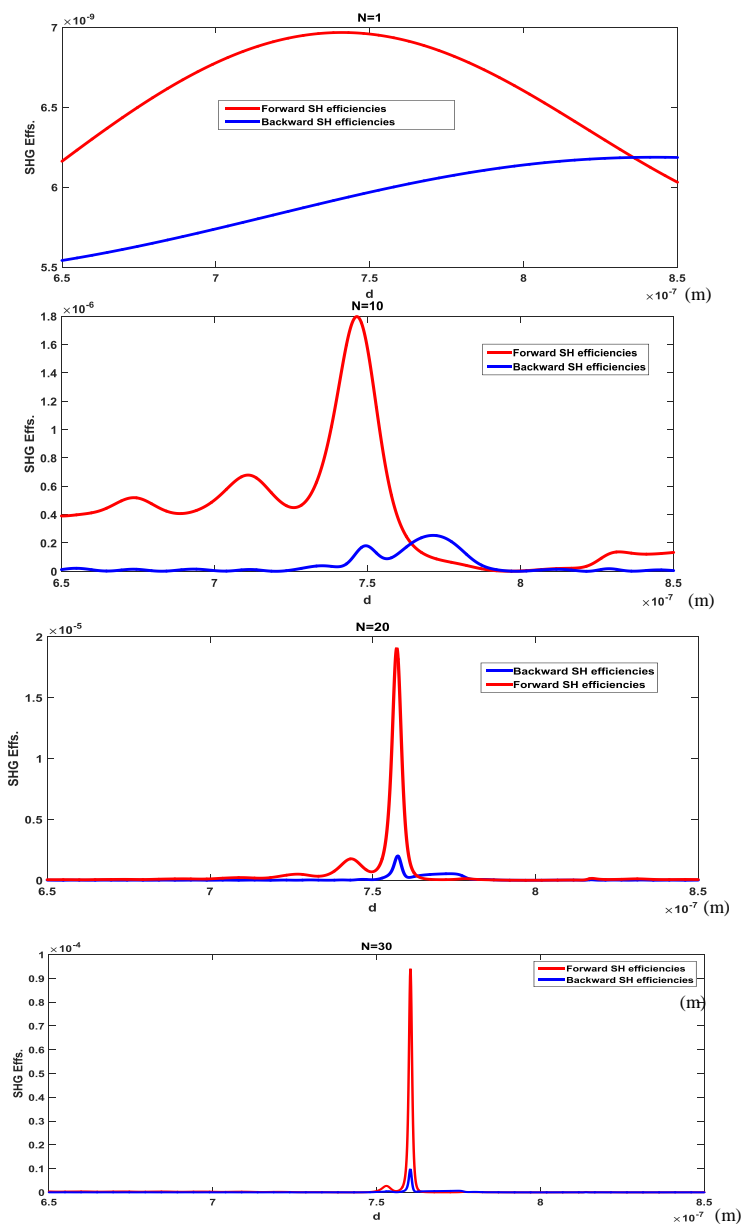 N=1
×10^-9
7
6.5
6
5.5
SHG Effs.
Forward SH efficiencies
Backward SH efficiencies
6.5 7 7.5 8 8.5
d
×10^-7 (m)
N=10
×10^-6
1.8
1.6
1.4
1.2
1
0.8
0.6
0.4
0.2
0
SHG Effs.
Forward SH efficiencies
Backward SH efficiencies
6.5 7 7.5 8 8.5
d
×10^-7 (m)
N=20
×10^-5
2
1.5
1
0.5
0
SHG Effs.
Backward SH efficiencies
Forward SH efficiencies
6.5 7 7.5 8 8.5
d
×10^-7 (m)
N=30
×10^-4
1
0.9
0.8
0.7
0.6
0.5
0.4
0.3
0.2
0.1
0
SHG Effs.
Forward SH efficiencies
Backward SH efficiencies
(m)
6.5 7 7.5 8 8.5
d
×10^-7 (m)